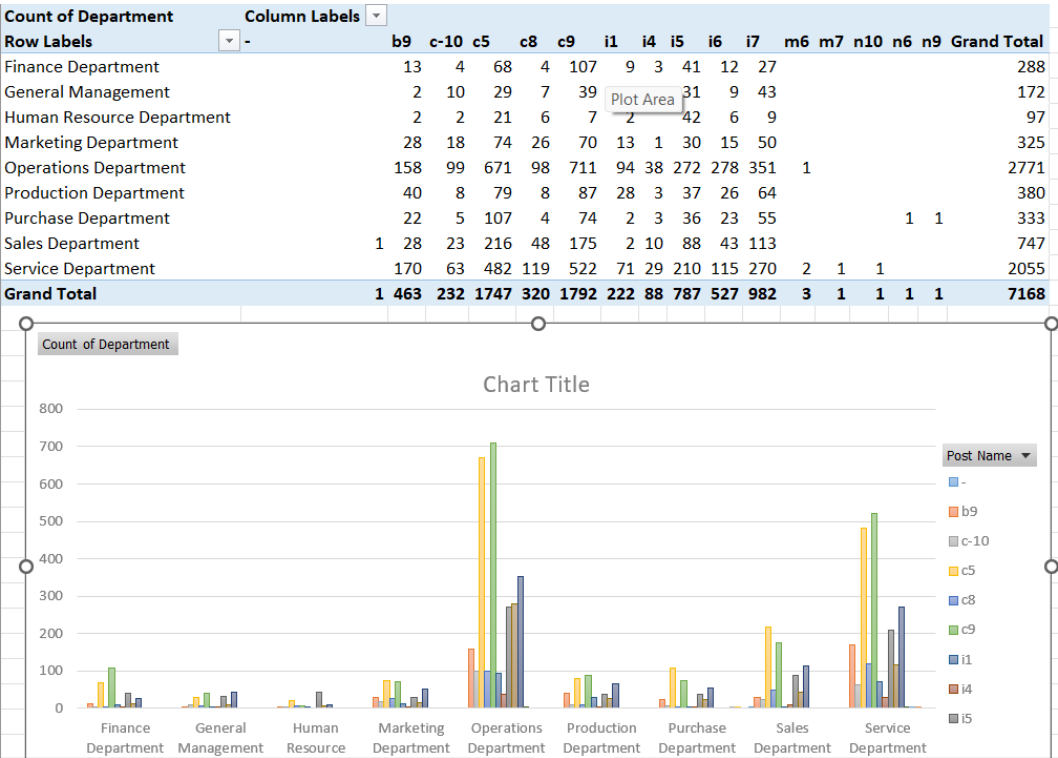 Count of Department Column Labels
Row Labels - b9 c-10 c5 c8 c9 i1 i4 i5 i6 i7 m6 m7 n10 n6 n9 Grand Total
Finance Department 13 4 68 4 107 9 3 41 12 27 288
General Management 2 10 29 7 39 31 9 43 172
Plot Area
Human Resource Department 2 2 21 6 7 2 42 6 9 97
Marketing Department 28 18 74 26 70 13 1 30 15 50 325
Operations Department 158 99 671 98 711 94 38 272 278 351 1 2771
Production Department 40 8 79 8 87 28 3 37 26 64 380
Purchase Department 22 5 107 4 74 2 3 36 23 55 1 1 333
Sales Department 1 28 23 216 48 175 2 10 88 43 113 747
Service Department 170 63 482 119 522 71 29 210 115 270 2 1 1 2055
Grand Total 1 463 232 1747 320 1792 222 88 787 527 982 3 1 1 1 1 7168
Count of Department
Chart Title
800
700
600
500
400
300
200
100
0
Finance Department
General Management
Human Resource
Marketing Department
Operations Department
Production Department
Purchase Department
Sales Department
Service Department
Post Name
-
b9
c-10
c5
c8
c9
i1
i4
i5